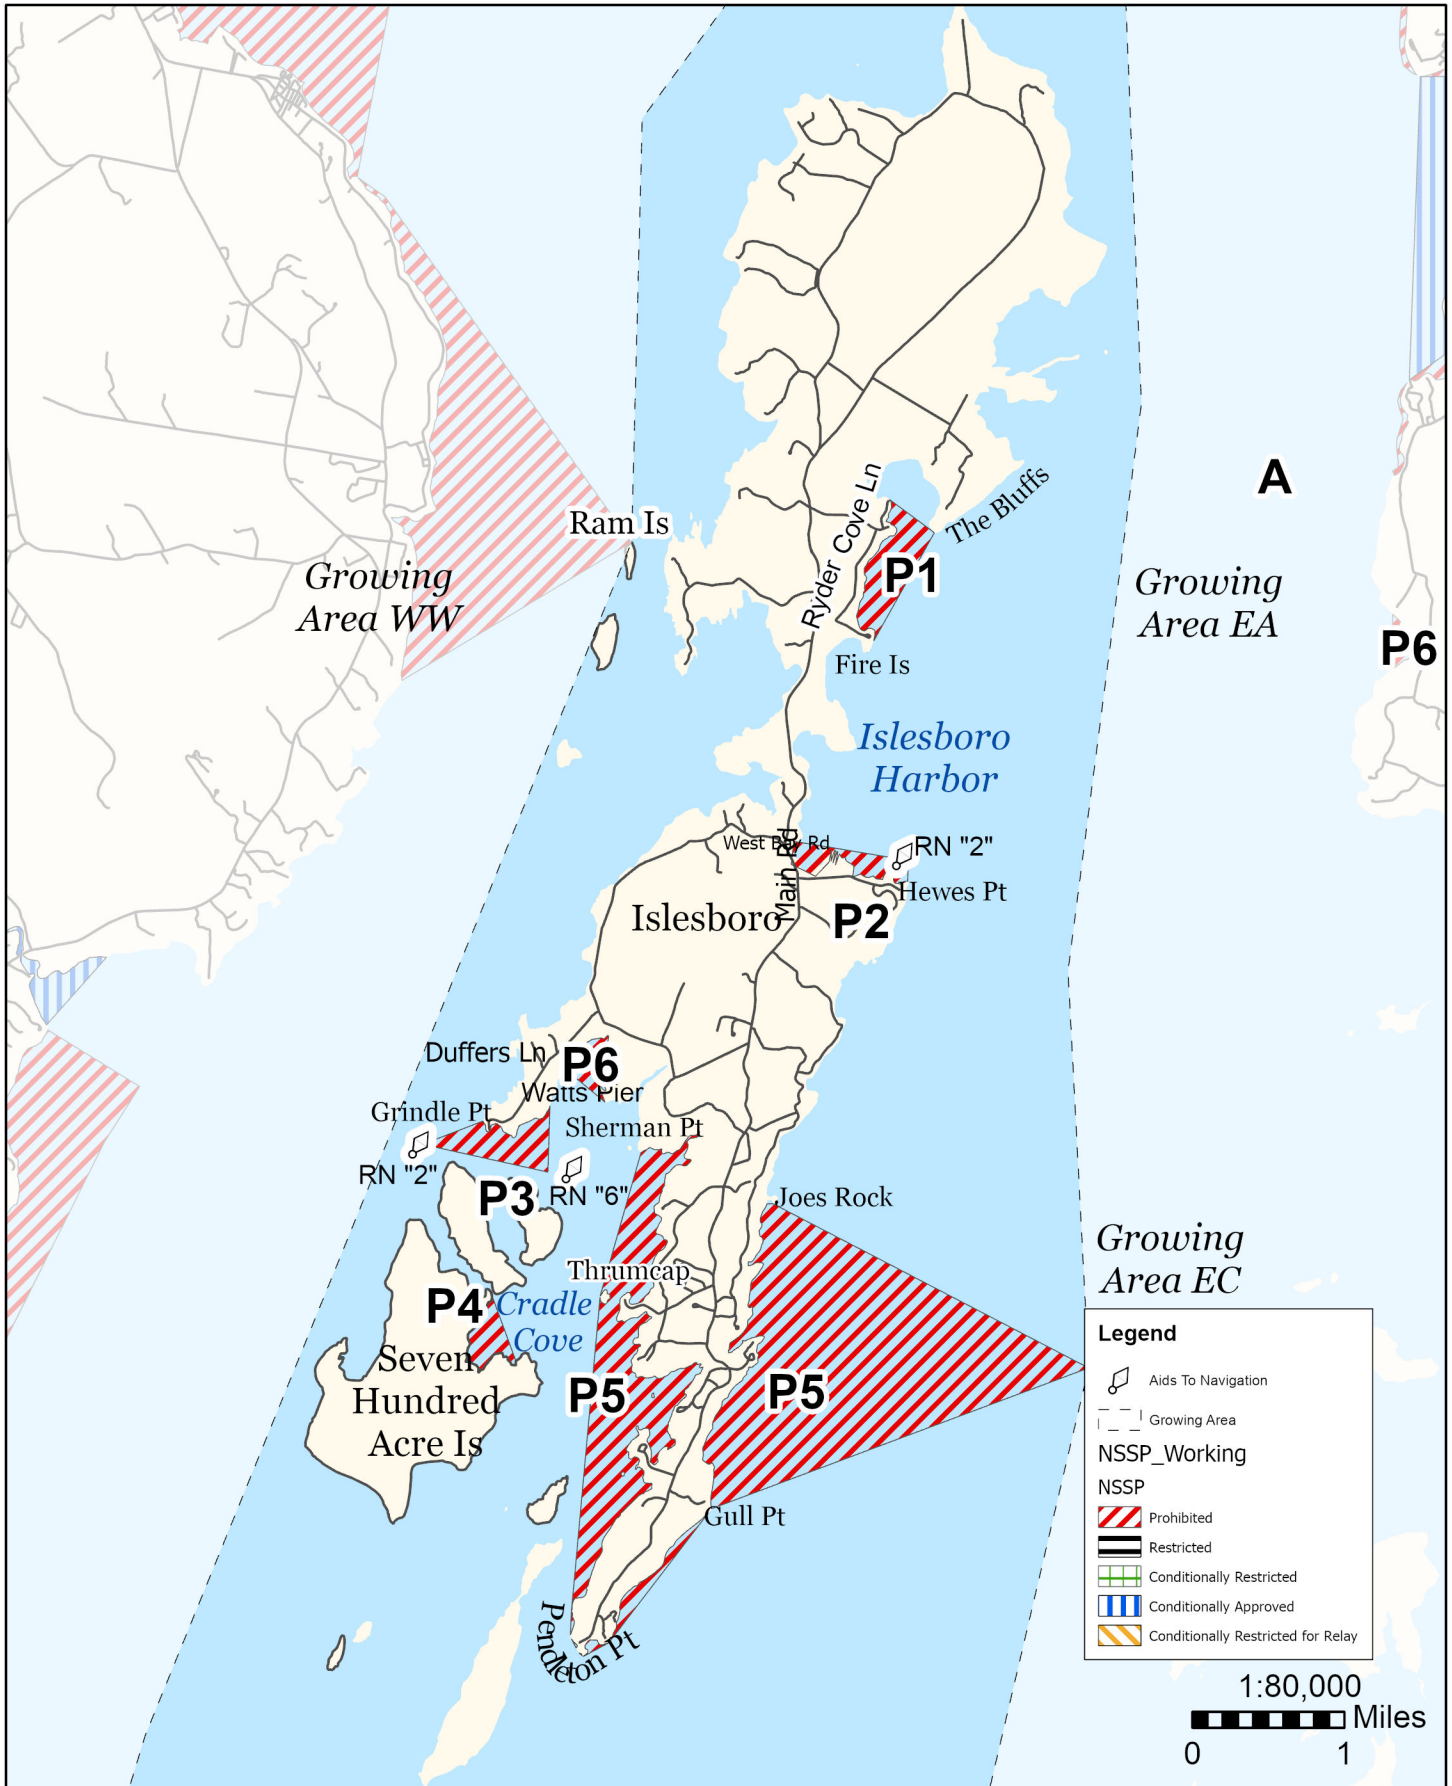 A
Ryder Cove Ln
The Bluffs
Ram Is
Growing
Area WW
P1
Growing
Area EA
P6
Fire Is
Islesboro
Harbor
West Bay Rd
Main Rd
RN "2"
Hewes Pt
Islesboro
P2
Duffers Ln
P6
Watts Pier
Grindle Pt
Sherman Pt
RN "2"
P3
RN "6"
Joes Rock
Growing
Area EC
Thrumcap
P4
Cradle
Cove
Seven
Hundred
Acre Is
P5
P5
Gull Pt
Pendleton Pt
Legend
Aids To Navigation
Growing Area
NSSP_Working
NSSP
Prohibited
Restricted
Conditionally Restricted
Conditionally Approved
Conditionally Restricted for Relay
1:80,000
Miles
0 1